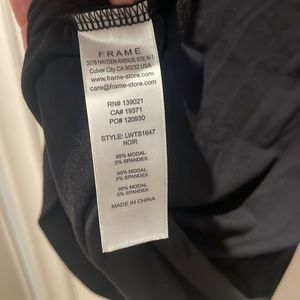 FRAME
3578 HAYDEN AVENUE STE H-1
Culver City CA 90232 USA
www.frame-store.com
care@frame-store.com
RN# 139021
CA# 19371
PO# 120930
STYLE: LWTS1647
NOIR
95% MODAL
5% SPANDEX
95% MODAL
5% SPANDEX
95% MODAL
5% SPANDEX
MADE IN CHINA